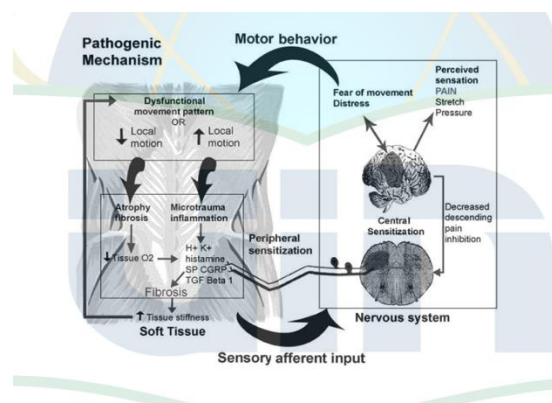 Pathogenic
Mechanism
Motor behavior
Dysfunctional
movement pattern
OR
↓ Local
motion
↑ Local
motion
Atrophy
fibrosis
Microtrauma
inflammation
↓ Tissue O2
H+ K+
histamine
SP CGRP
TGF Beta 1
Fibrosis
↑ Tissue stiffness
Soft Tissue
Peripheral
sensitization
Fear of movement
Distress
Perceived
sensation
PAIN
Stretch
Pressure
Central
Sensitization
Decreased
descending
pain
inhibition
Nervous system
Sensory afferent input